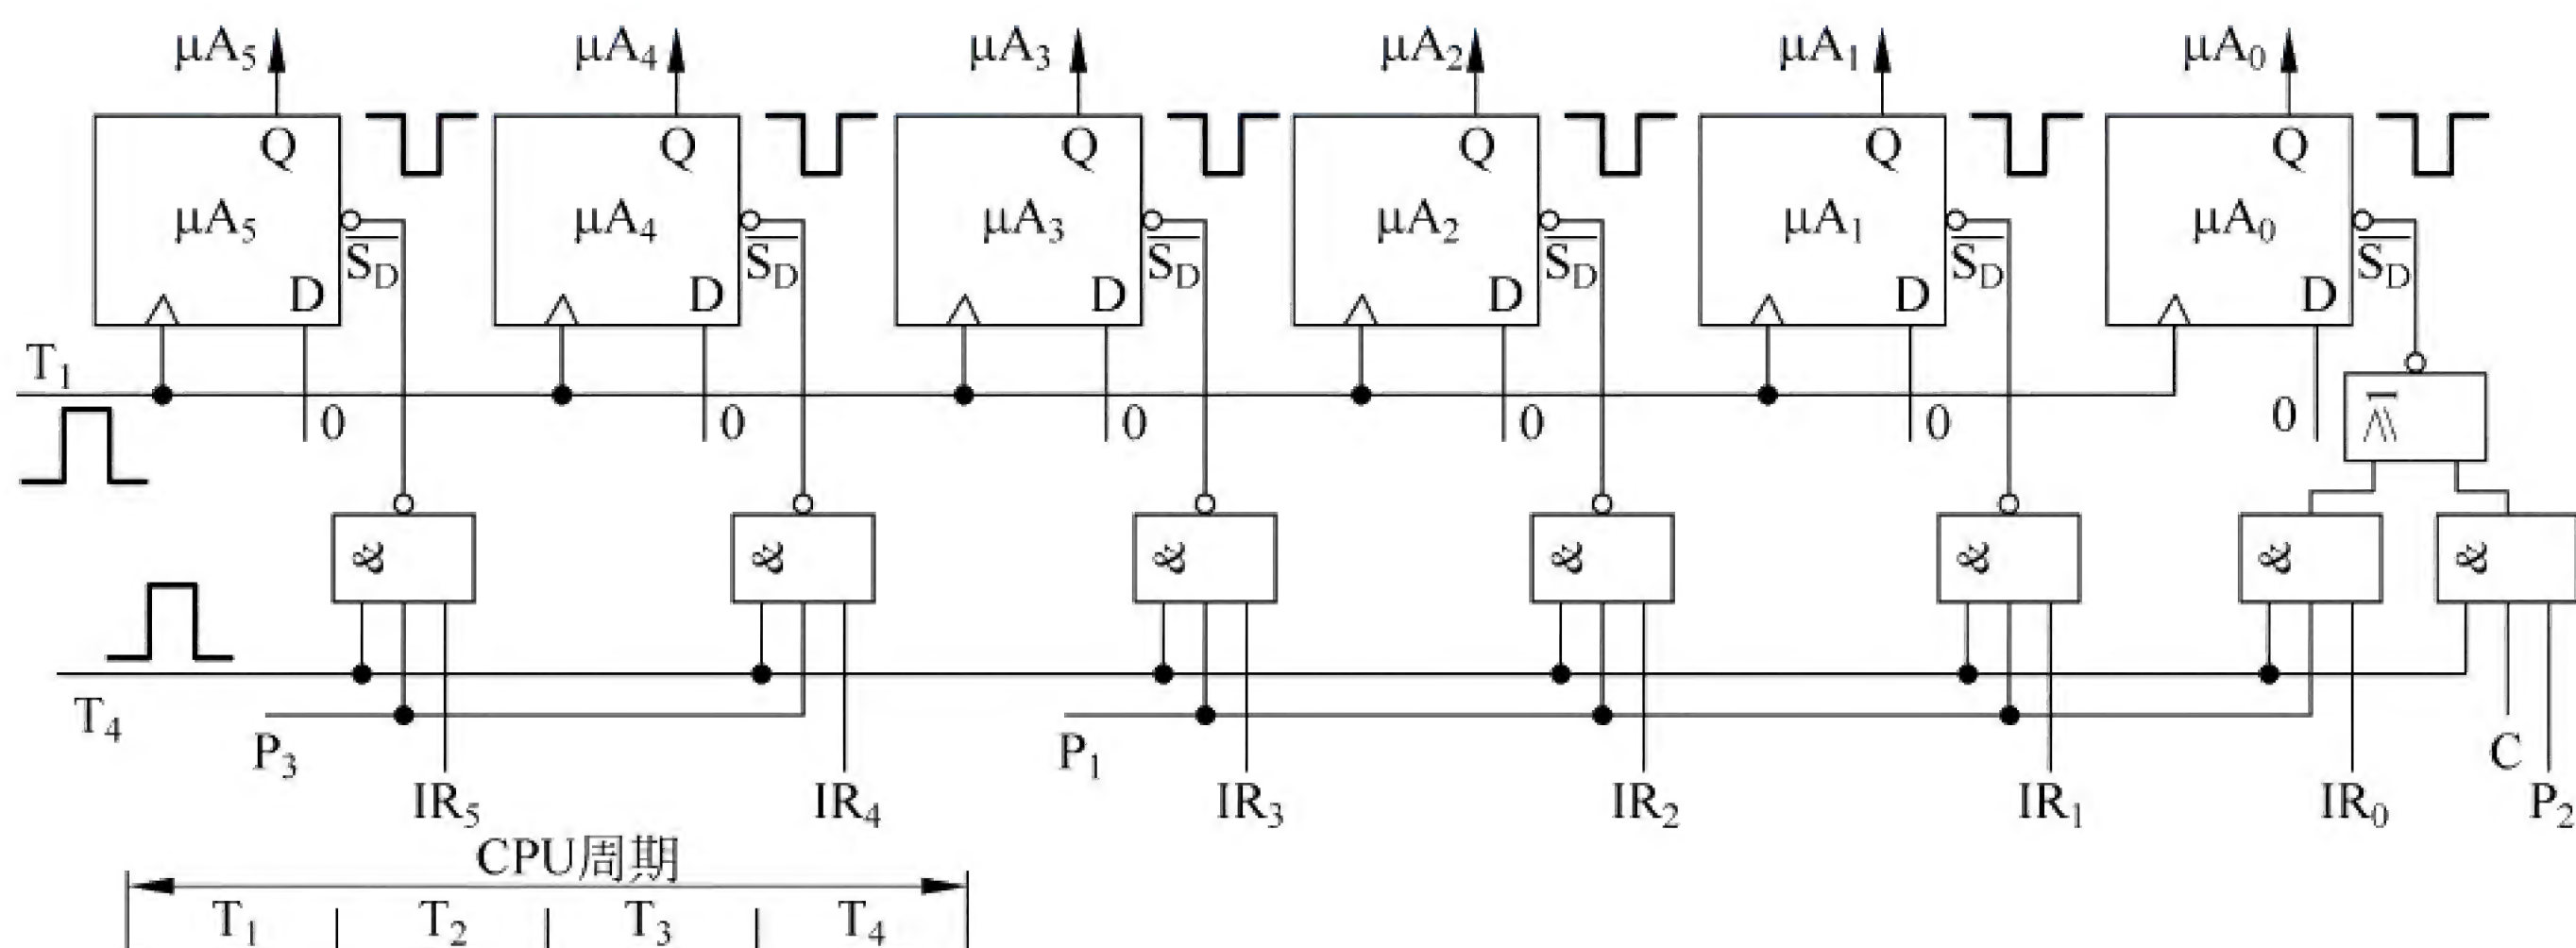 μA₅ μA₄ μA₃ μA₂ μA₁ μA₀
Q Q Q Q Q Q
μA₅ μA₄ μA₃ μA₂ μA₁ μA₀
S̅D̅ S̅D̅ S̅D̅ S̅D̅ S̅D̅ S̅D̅
D D D D D D
T₁
0 0 0 0 0 0
≥1
& & & & & & &
T₄
P₃ P₁ C
IR₅ IR₄ IR₃ IR₂ IR₁ IR₀ P₂
CPU周期
T₁ T₂ T₃ T₄